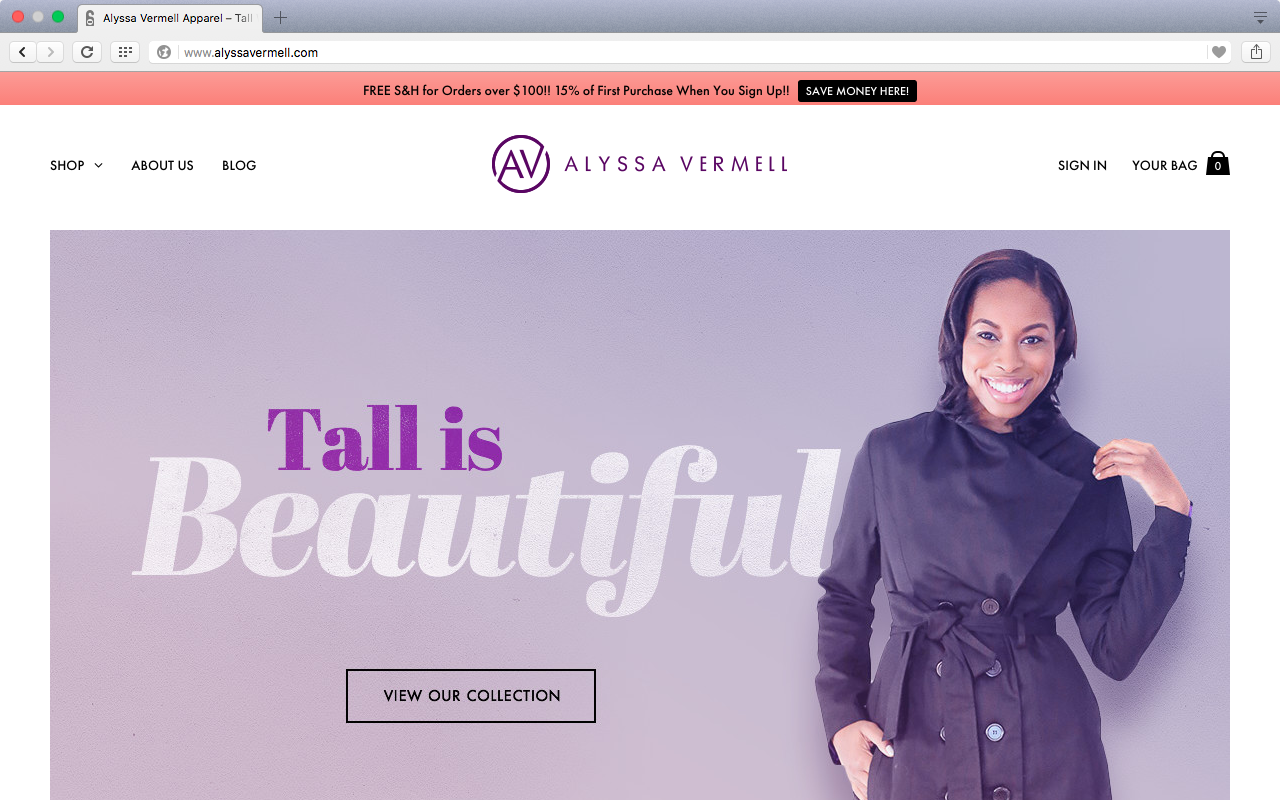 Alyssa Vermell Apparel – Tall
www.alyssavermell.com
FREE S&H for Orders over $100!! 15% of First Purchase When You Sign Up!! SAVE MONEY HERE!
SHOP ABOUT US BLOG
AV ALYSSA VERMELL
SIGN IN YOUR BAG 0
Tall is
Beautiful
VIEW OUR COLLECTION